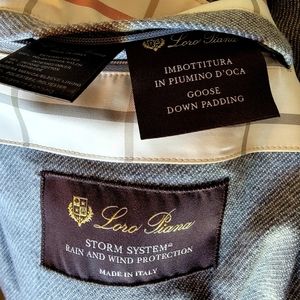 Loro Piana
IMBOTTITURA
IN PIUMINO D'OCA
GOOSE
DOWN PADDING
Loro Piana
STORM SYSTEM®
RAIN AND WIND PROTECTION
MADE IN ITALY